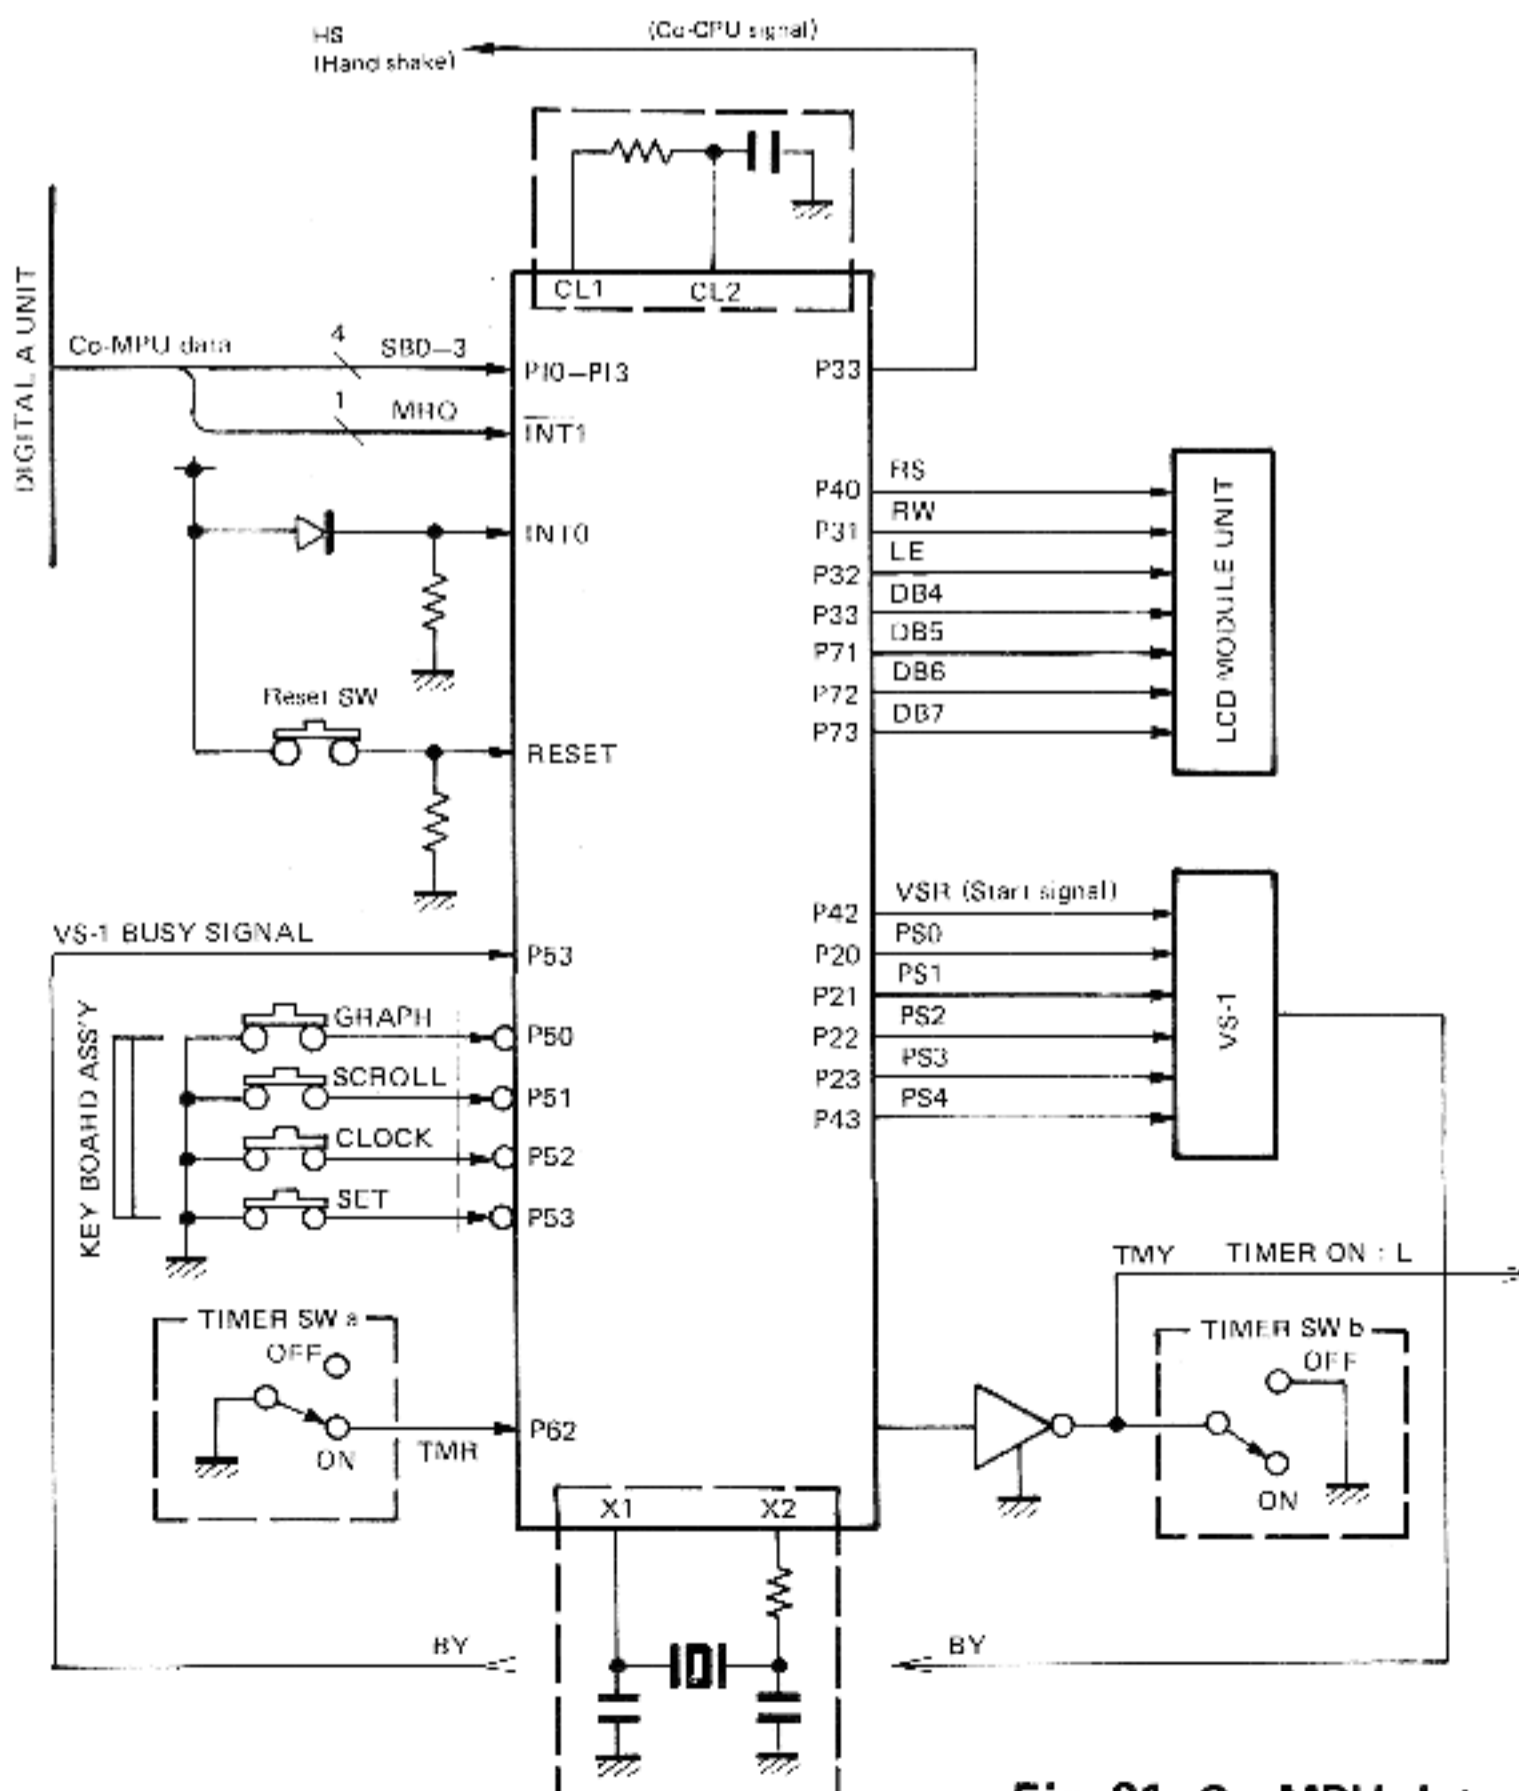 HS
(Hand shake)
(Co-CPU signal)
CL1
CL2
DIGITAL A UNIT
Co-MPU data
4
SBD–3
PI0–PI3
P33
1
MRQ
INT1
INT0
Reset SW
RESET
P40
RS
P31
RW
P32
LE
P33
DB4
P71
DB5
P72
DB6
P73
DB7
LCD MODULE UNIT
VS-1 BUSY SIGNAL
P53
P42
VSR (Start signal)
P20
PS0
P21
PS1
P22
PS2
P23
PS3
P43
PS4
VS-1
KEY BOARD ASS'Y
GRAPH
P50
SCROLL
P51
CLOCK
P52
SET
P53
TIMER SW a
OFF
ON
TMR
P62
TMY
TIMER ON : L
TIMER SW b
OFF
ON
X1
X2
BY
BY